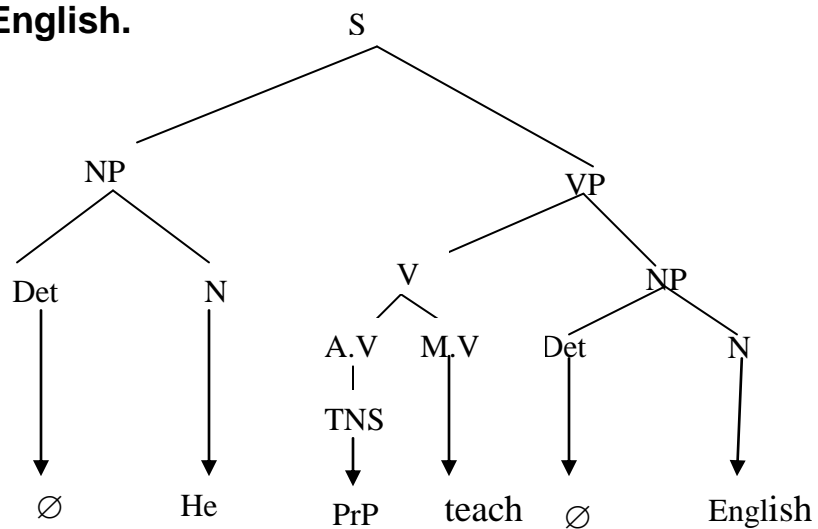 English.
S
NP VP
Det N V NP
A.V M.V Det N
TNS
∅ He PrP teach ∅ English